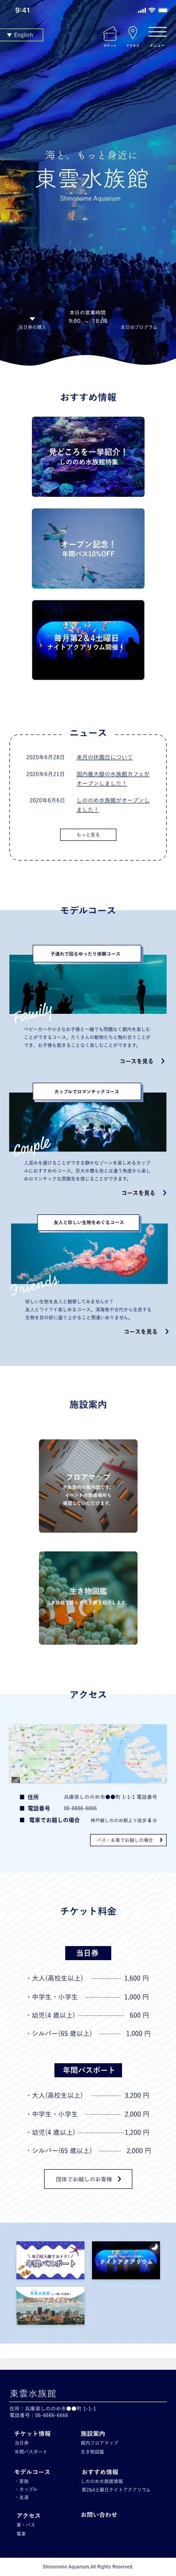 9:41
▼ English
チケット
アクセス
メニュー
海と、もっと身近に
東雲水族館
Shinonome Aquarium
本日の営業時間
9:00 ～ 18:00
当日券の購入
本日のプログラム
おすすめ情報
見どころを一挙紹介！
しののめ水族館特集
オープン記念！
年間パス10%OFF
毎月第2&4土曜日
ナイトアクアリウム開催！
ニュース
2020年6月28日
来月の休園日について
2020年6月21日
国内最大級の水族館カフェが
オープンしました！
2020年6月6日
しののめ水族館がオープンし
ました！
もっと見る
モデルコース
子連れで回るゆったり体験コース
Family
ベビーカーや小さなお子様と一緒でも問題なく館内を楽しむ
ことができるコース。たくさんの動物たちと触れ合うことが
でき、お子様も飽きることなく楽しむことができます。
コースを見る
カップルでロマンチックコース
Couple
人混みを避けることができる静かなゾーンを楽しめるカップ
ルにおすすめのコース。巨大水槽も他とは違う角度から楽し
めロマンチックな雰囲気を感じることができます。
コースを見る
友人と珍しい生物をめぐるコース
Friends
珍しい生物を友人と観察してみませんか？
友人とワイワイ楽しめるコース。深海魚や古代から生息する
生物を目の前に盛り上がること間違いありません。
コースを見る
施設案内
フロアマップ
水族館内の案内図です。
イベントの開催場所も
確認していただけます。
生き物図鑑
アクセス
■ 住所
兵庫県しののめ市●●町 1-1-1 電話番号
■ 電話番号
06-6666-6666
■ 電車でお越しの場合
神戸線しののめ駅より徒歩 6 分
バス・お車でお越しの場合
チケット料金
当日券
・大人(高校生以上) 1,600 円
・中学生・小学生 1,000 円
・幼児(4 歳以上) 600 円
・シルバー(65 歳以上) 1,000 円
年間パスポート
・大人(高校生以上) 3,200 円
・中学生・小学生 2,000 円
・幼児(4 歳以上) 1,200 円
・シルバー(65 歳以上) 2,000 円
団体でお越しのお客様
年間パスポート
ナイトアクアリウム
東雲水族館
住所：兵庫県しののめ市●●町 1-1-1
電話番号：06-6666-6666
チケット情報
当日券
年間パスポート
施設案内
館内フロアマップ
生き物図鑑
モデルコース
・家族
・カップル
・友達
おすすめ情報
しののめ水族館情報
第2&4土曜日ナイトアクアリウム
アクセス
車・バス
電車
お問い合わせ
Shinonome Aquarium,All Rights Reserved.